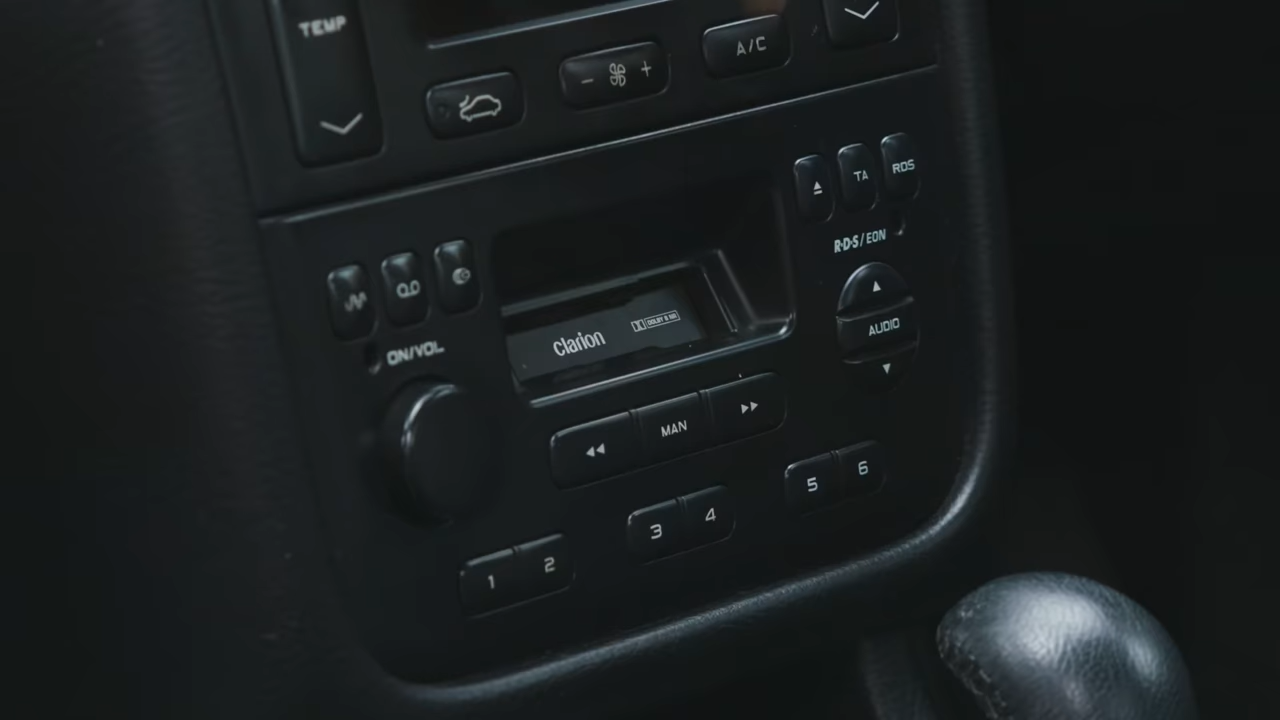 TEMP
- +
A/C
TA
RDS
R·D·S/EON
ON/VOL
Clarion
DOLBY B NR
AUDIO
MAN
5 6
3 4
1 2